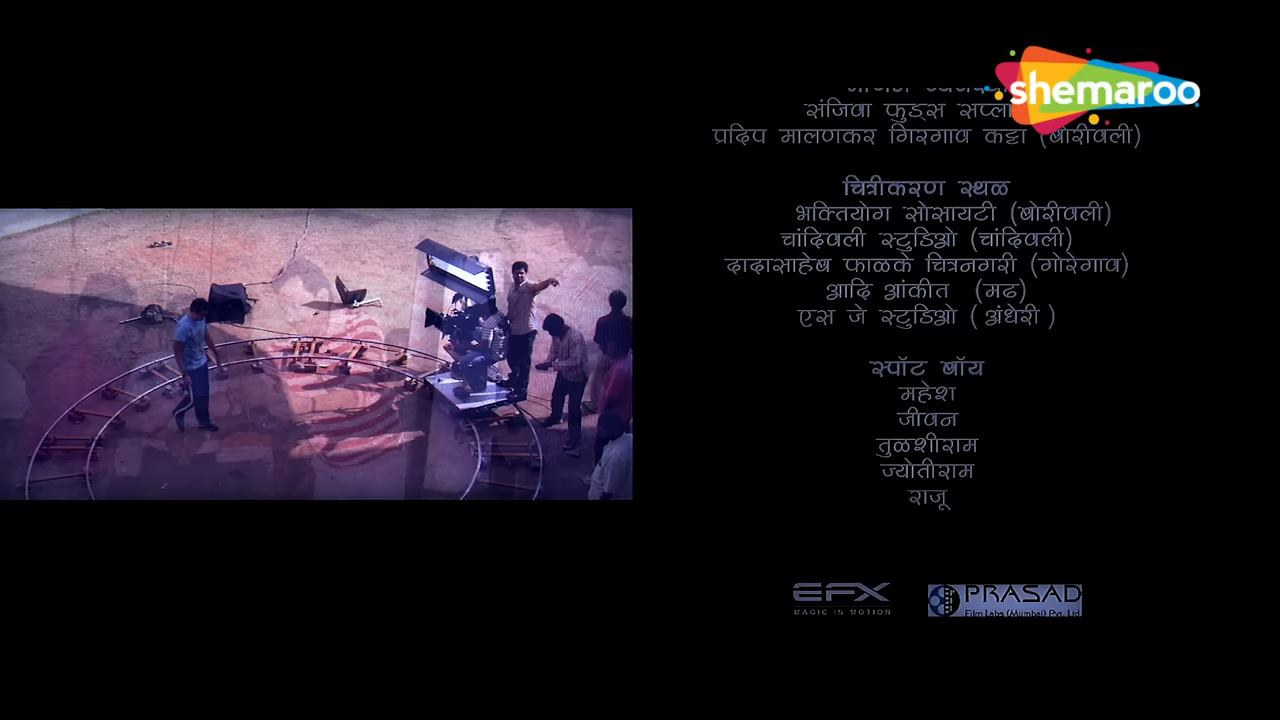 shemaroo
संजिवा फुड्स
प्रदिप मालणकर गिरगाव कट्टा (बोरीवली)
चित्रीकरण स्थळ
भक्तियोग सोसायटी (बोरीवली)
चांदिवली स्टुडिओ (चांदिवली)
दादासाहेब फाळके चित्रनगरी (गोरेगाव)
आदि आंकीत (मढ)
एस जे स्टुडिओ ( अंधेरी )
स्पॉट बॉय
महेश
जीवन
तुळशीराम
ज्योतीराम
राजू
EFX
MAGIC IN MOTION
PRASAD
Film Labs (Mumbai) Pvt. Ltd